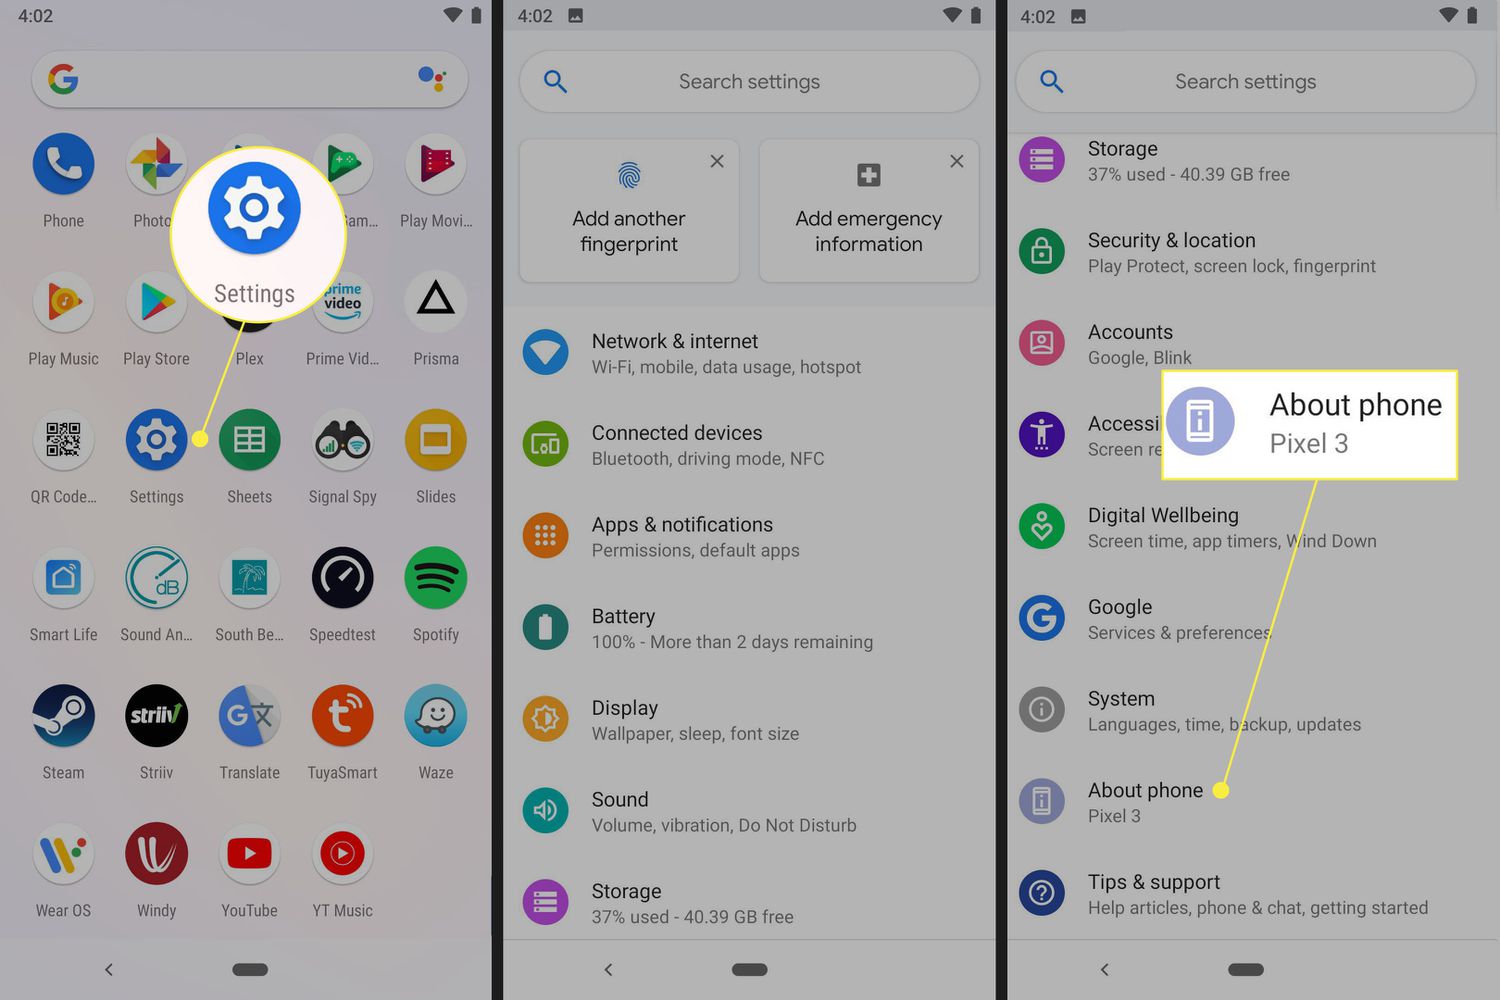 4:02
Phone
Photo
Gam...
Play Movi...
Settings
Play Music
Play Store
Plex
prime
video
Prime Vid...
Prisma
QR Code...
Settings
Sheets
Signal Spy
Slides
dB
Smart Life
Sound An...
South Be...
Speedtest
Spotify
striiv
G文
Steam
Striiv
Translate
TuyaSmart
Waze
Wear OS
Windy
YouTube
YT Music
4:02
Search settings
Add another
fingerprint
Add emergency
information
Network & internet
Wi-Fi, mobile, data usage, hotspot
Connected devices
Bluetooth, driving mode, NFC
Apps & notifications
Permissions, default apps
Battery
100% - More than 2 days remaining
Display
Wallpaper, sleep, font size
Sound
Volume, vibration, Do Not Disturb
Storage
37% used - 40.39 GB free
4:02
Search settings
Storage
37% used - 40.39 GB free
Security & location
Play Protect, screen lock, fingerprint
Accounts
Google, Blink
Accessi
Screen re
About phone
Pixel 3
Digital Wellbeing
Screen time, app timers, Wind Down
Google
Services & preferences
System
Languages, time, backup, updates
About phone
Pixel 3
Tips & support
Help articles, phone & chat, getting started